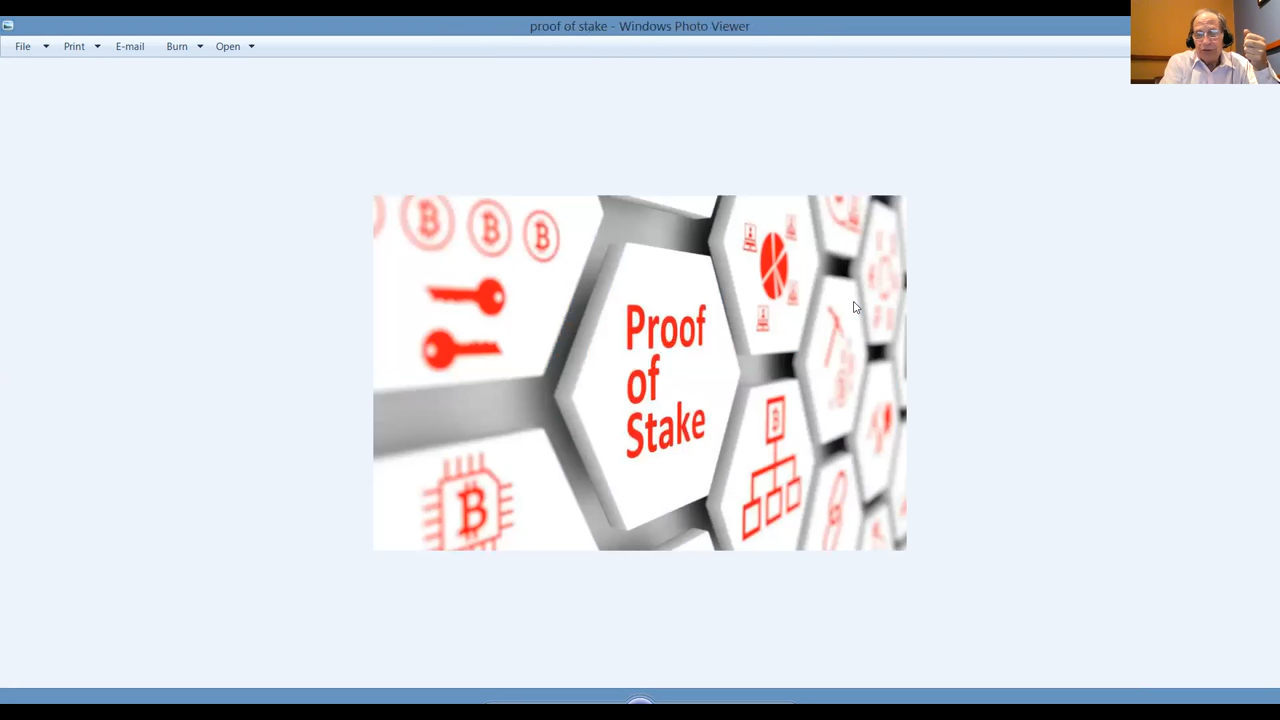 proof of stake - Windows Photo Viewer
File Print E-mail Burn Open
Proof
of
Stake